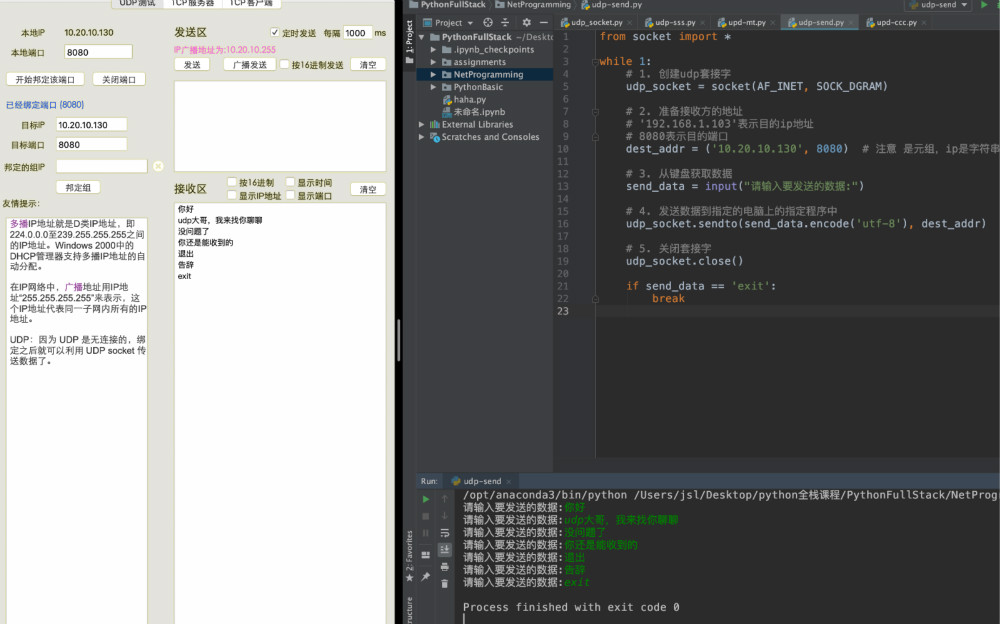 UDP测试 TCP服务器 TCP客户端
本地IP 10.20.10.130
本地端口 8080
开始邦定该端口 关闭端口
已经绑定端口 (8080)
目标IP 10.20.10.130
目标端口 8080
邦定的组IP
邦定组
友情提示:
多播IP地址就是D类IP地址，即
224.0.0.0至239.255.255.255之间
的IP地址。Windows 2000中的
DHCP管理器支持多播IP地址的自
动分配。
在IP网络中，广播地址用IP地
址“255.255.255.255”来表示，这
个IP地址代表同一子网内所有的IP
地址。
UDP：因为 UDP 是无连接的，绑
定之后就可以利用 UDP socket 传
送数据了。
发送区 定时发送 每隔 1000 ms
IP广播地址为:10.20.10.255
发送 广播发送 按16进制发送 清空
接收区 按16进制 显示时间
显示IP地址 显示端口 清空
你好
udp大哥，我来找你聊聊
没问题了
你还是能收到的
退出
告辞
exit
PythonFullStack NetProgramming udp-send.py udp-send
Project udp_socket.py udp-sss.py upd-mt.py udp-send.py upd-ccc.py
1: Project
PythonFullStack ~/Deskto
.ipynb_checkpoints
assignments
NetProgramming
PythonBasic
haha.py
未命名.ipynb
External Libraries
Scratches and Consoles
1 from socket import *
2
3 while 1:
4 # 1. 创建udp套接字
5 udp_socket = socket(AF_INET, SOCK_DGRAM)
6
7 # 2. 准备接收方的地址
8 # '192.168.1.103'表示目的ip地址
9 # 8080表示目的端口
10 dest_addr = ('10.20.10.130', 8080) # 注意 是元组，ip是字符串
11
12 # 3. 从键盘获取数据
13 send_data = input("请输入要发送的数据:")
14
15 # 4. 发送数据到指定的电脑上的指定程序中
16 udp_socket.sendto(send_data.encode('utf-8'), dest_addr)
17
18 # 5. 关闭套接字
19 udp_socket.close()
20
21 if send_data == 'exit':
22 break
23
Run: udp-send
/opt/anaconda3/bin/python /Users/jsl/Desktop/python全栈课程/PythonFullStack/NetProg
请输入要发送的数据:你好
请输入要发送的数据:udp大哥，我来找你聊聊
请输入要发送的数据:没问题了
请输入要发送的数据:你还是能收到的
请输入要发送的数据:退出
请输入要发送的数据:告辞
请输入要发送的数据:exit
Process finished with exit code 0
2: Favorites
ructure